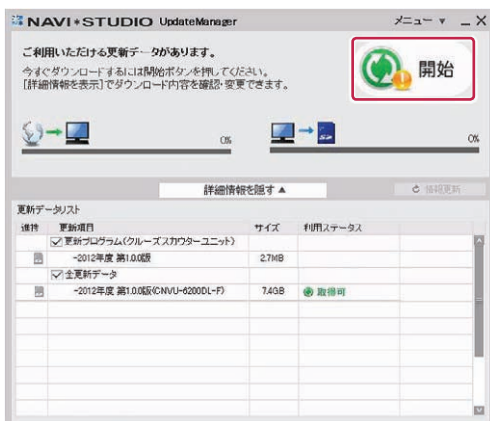 NAVI*STUDIO UpdateManager
メニュー ▼
ご利用いただける更新データがあります。
今すぐダウンロードするには開始ボタンを押してください。
[詳細情報を表示]でダウンロード内容を確認・変更できます。
開始
0%
SD
0%
詳細情報を隠す ▲
情報更新
更新データリスト
進捗 更新項目 サイズ 利用ステータス
更新プログラム(クルーズスカウターユニット)
-2012年度 第1.0.0版 2.7MB
全更新データ
-2012年度 第1.0.0版(CNVU-6200DL-F) 7.4GB 取得可